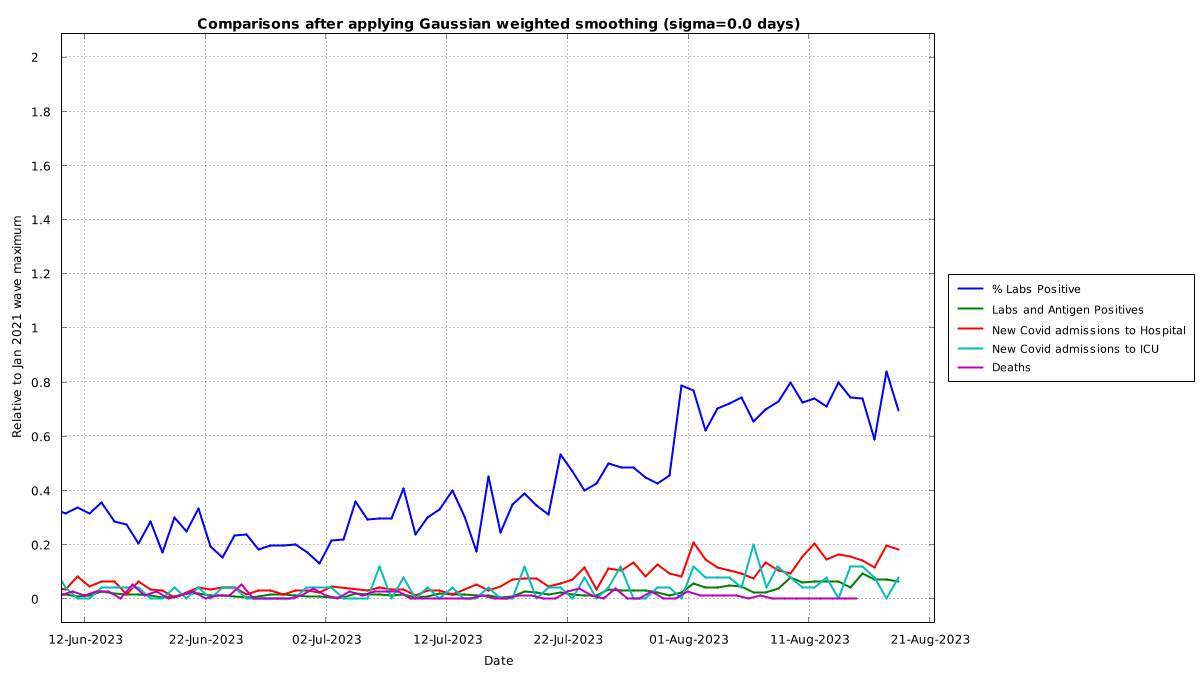 Comparisons after applying Gaussian weighted smoothing (sigma=0.0 days)
Relative to Jan 2021 wave maximum
2
1.8
1.6
1.4
1.2
1
0.8
0.6
0.4
0.2
0
12-Jun-2023 22-Jun-2023 02-Jul-2023 12-Jul-2023 22-Jul-2023 01-Aug-2023 11-Aug-2023 21-Aug-2023
Date
% Labs Positive
Labs and Antigen Positives
New Covid admissions to Hospital
New Covid admissions to ICU
Deaths